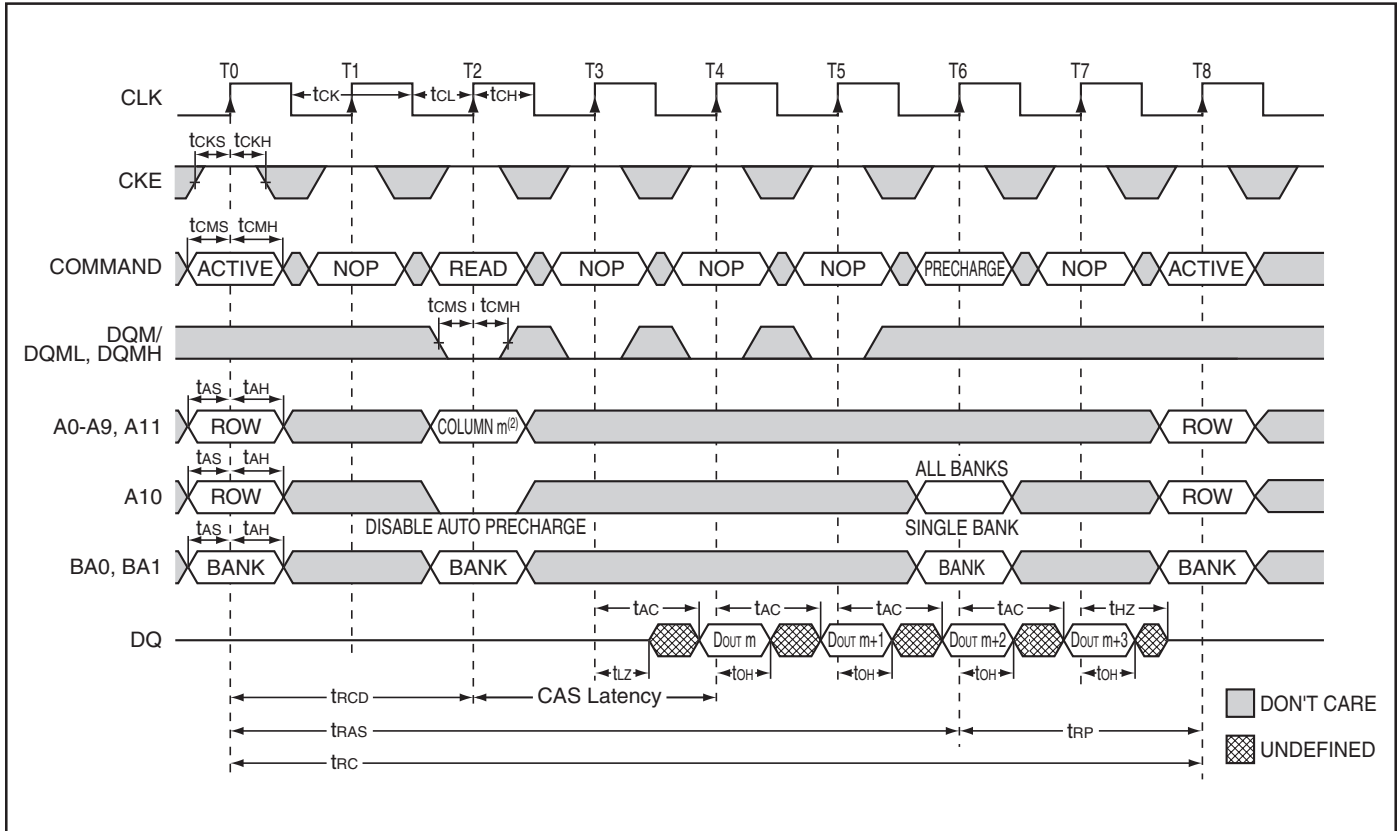 T0 T1 T2 T3 T4 T5 T6 T7 T8
CLK tCK tCL tCH
tCKS tCKH
CKE
tCMS tCMH
COMMAND ACTIVE NOP READ NOP NOP NOP PRECHARGE NOP ACTIVE
tCMS tCMH
DQM/
DQML, DQMH
tAS tAH
A0-A9, A11 ROW COLUMN m(2) ROW
tAS tAH ALL BANKS
A10 ROW ROW
tAS tAH DISABLE AUTO PRECHARGE SINGLE BANK
BA0, BA1 BANK BANK BANK BANK
tAC tAC tAC tAC tHZ
DQ DOUT m DOUT m+1 DOUT m+2 DOUT m+3
tLZ tOH tOH tOH tOH
tRCD CAS Latency
DON'T CARE
tRAS tRP
UNDEFINED
tRC